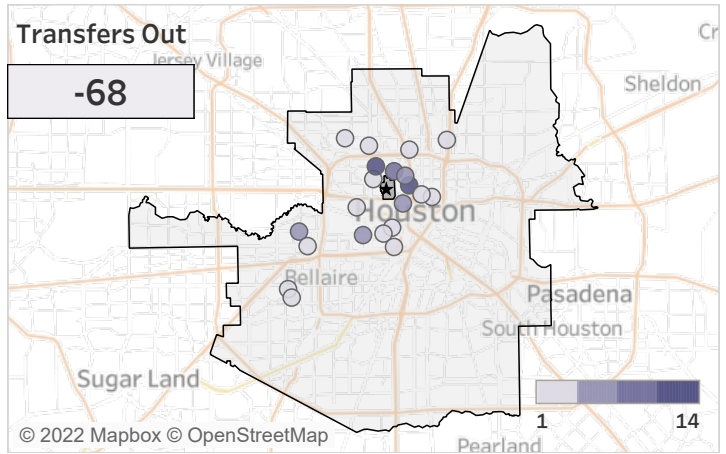 Transfers Out
-68
Jersey Village
Cr
Sheldon
Houston
Bellaire
Pasadena
South Houston
Sugar Land
1
14
© 2022 Mapbox © OpenStreetMap
Pearland